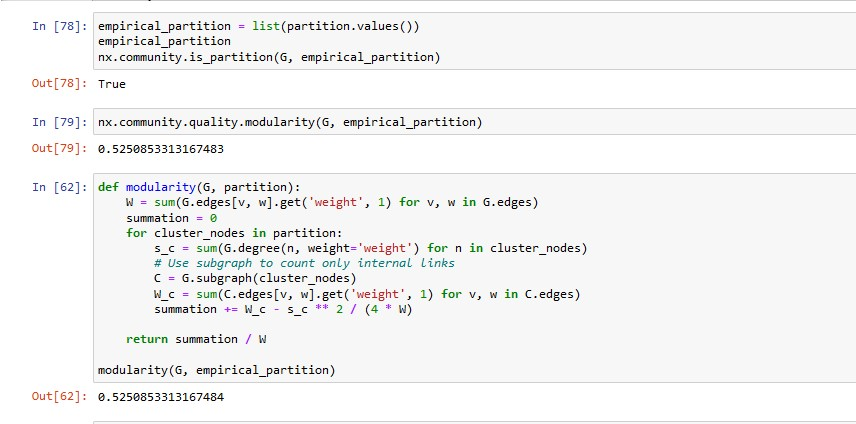 In [78]: empirical_partition = list(partition.values())
empirical_partition
nx.community.is_partition(G, empirical_partition)
Out[78]: True
In [79]: nx.community.quality.modularity(G, empirical_partition)
Out[79]: 0.5250853313167483
In [62]: def modularity(G, partition):
    W = sum(G.edges[v, w].get('weight', 1) for v, w in G.edges)
    summation = 0
    for cluster_nodes in partition:
        s_c = sum(G.degree(n, weight='weight') for n in cluster_nodes)
        # Use subgraph to count only internal links
        C = G.subgraph(cluster_nodes)
        W_c = sum(C.edges[v, w].get('weight', 1) for v, w in C.edges)
        summation += W_c - s_c ** 2 / (4 * W)
    return summation / W
modularity(G, empirical_partition)
Out[62]: 0.5250853313167484